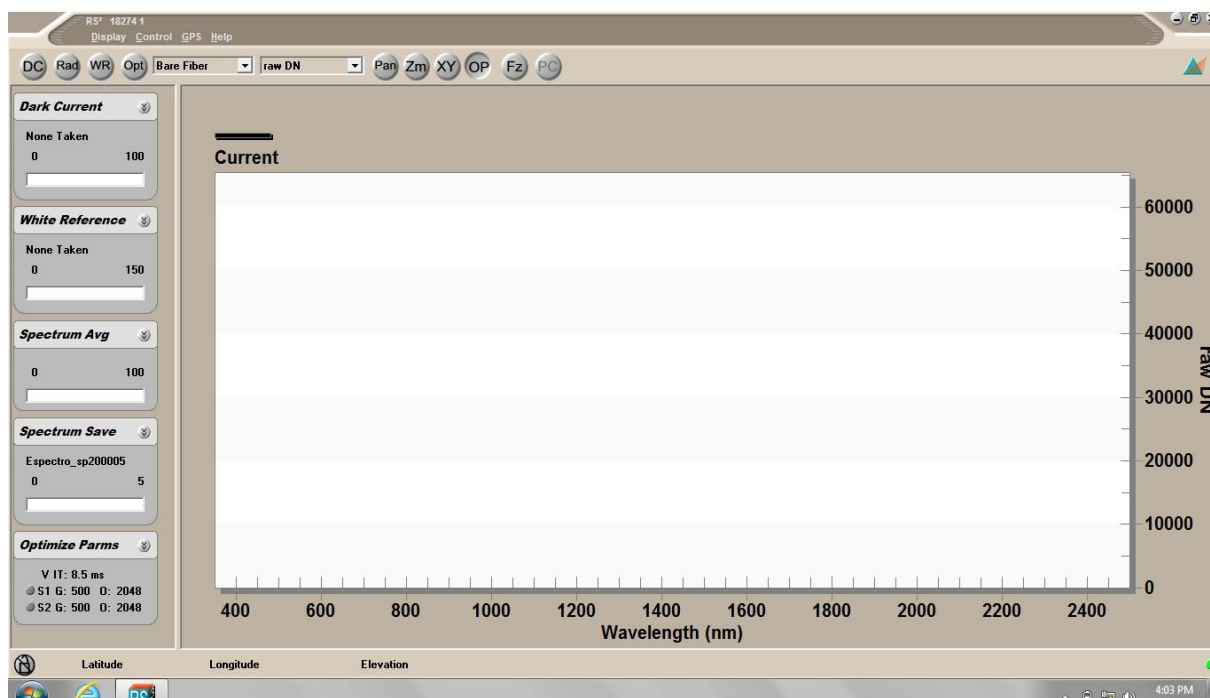 RS³ 18274 1
Display Control GPS Help
DC Rad WR Opt Bare Fiber raw DN Pan Zm XY OP Fz PC
Dark Current
None Taken
0 100
White Reference
None Taken
0 150
Spectrum Avg
0 100
Spectrum Save
Espectro_sp200005
0 5
Optimize Parms
V IT: 8.5 ms
S1 G: 500 O: 2048
S2 G: 500 O: 2048
Current
60000
50000
40000
30000
20000
10000
0
raw DN
400 600 800 1000 1200 1400 1600 1800 2000 2200 2400
Wavelength (nm)
Latitude Longitude Elevation
RS³
4:03 PM